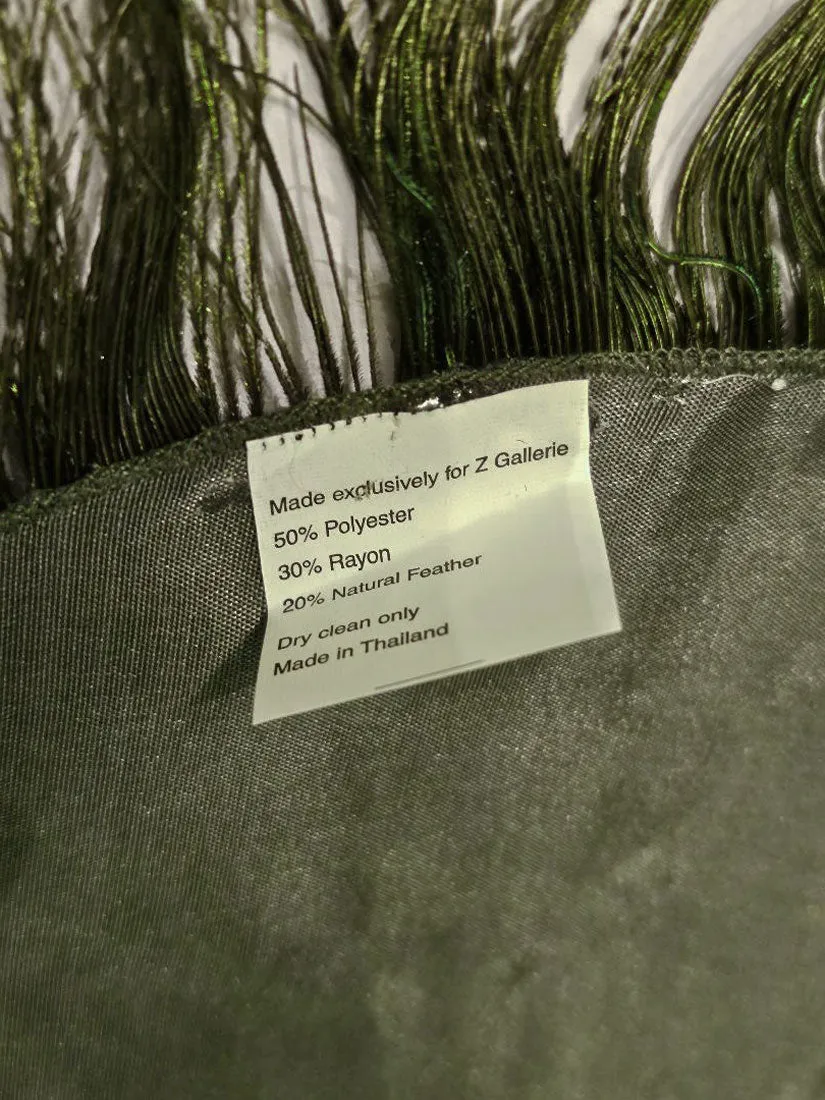 Made exclusively for Z Gallerie
50% Polyester
30% Rayon
20% Natural Feather
Dry clean only
Made in Thailand